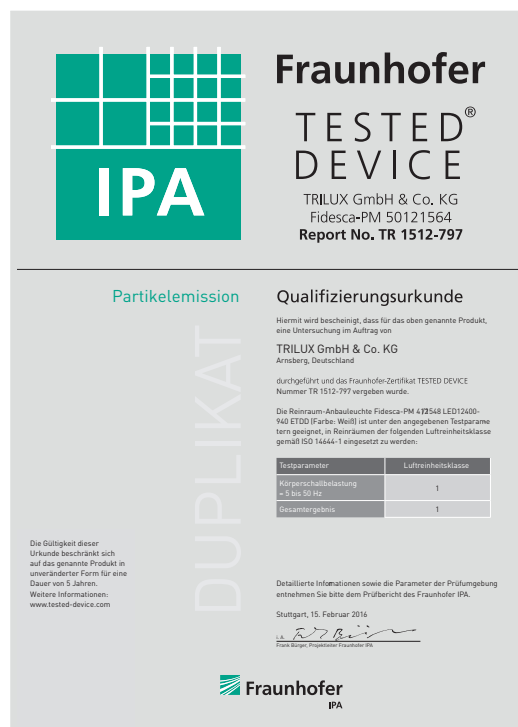 IPA
Fraunhofer
TESTED®
DEVICE
TRILUX GmbH & Co. KG
Fidesca-PM 50121564
Report No. TR 1512-797
Partikelemission
DUPLIKAT
Die Gültigkeit dieser
Urkunde beschränkt sich
auf das genannte Produkt in
unveränderter Form für eine
Dauer von 5 Jahren.
Weitere Informationen:
www.tested-device.com
Qualifizierungsurkunde
Hiermit wird bescheinigt, dass für das oben genannte Produkt,
eine Untersuchung im Auftrag von
TRILUX GmbH & Co. KG
Arnsberg, Deutschland
durchgeführt und das Fraunhofer-Zertifikat TESTED DEVICE
Nummer TR 1512-797 vergeben wurde.
Die Reinraum-Anbauleuchte Fidesca-PM LED12400-
940 ETDD (Farbe: Weiß) ist unter den angegebenen Testparame
tern geeignet, in Reinräumen der folgenden Luftreinheitsklasse
gemäß ISO 14644-1 eingesetzt zu werden:
Testparameter Luftreinheitsklasse
Körperschallbelastung
= 5 bis 50 Hz 1
Gesamtergebnis 1
Detaillierte Informationen sowie die Parameter der Prüfumgebung
entnehmen Sie bitte dem Prüfbericht des Fraunhofer IPA.
Stuttgart, 15. Februar 2016
i.A.
Frank Bürger, Projektleiter Fraunhofer IPA
Fraunhofer
IPA